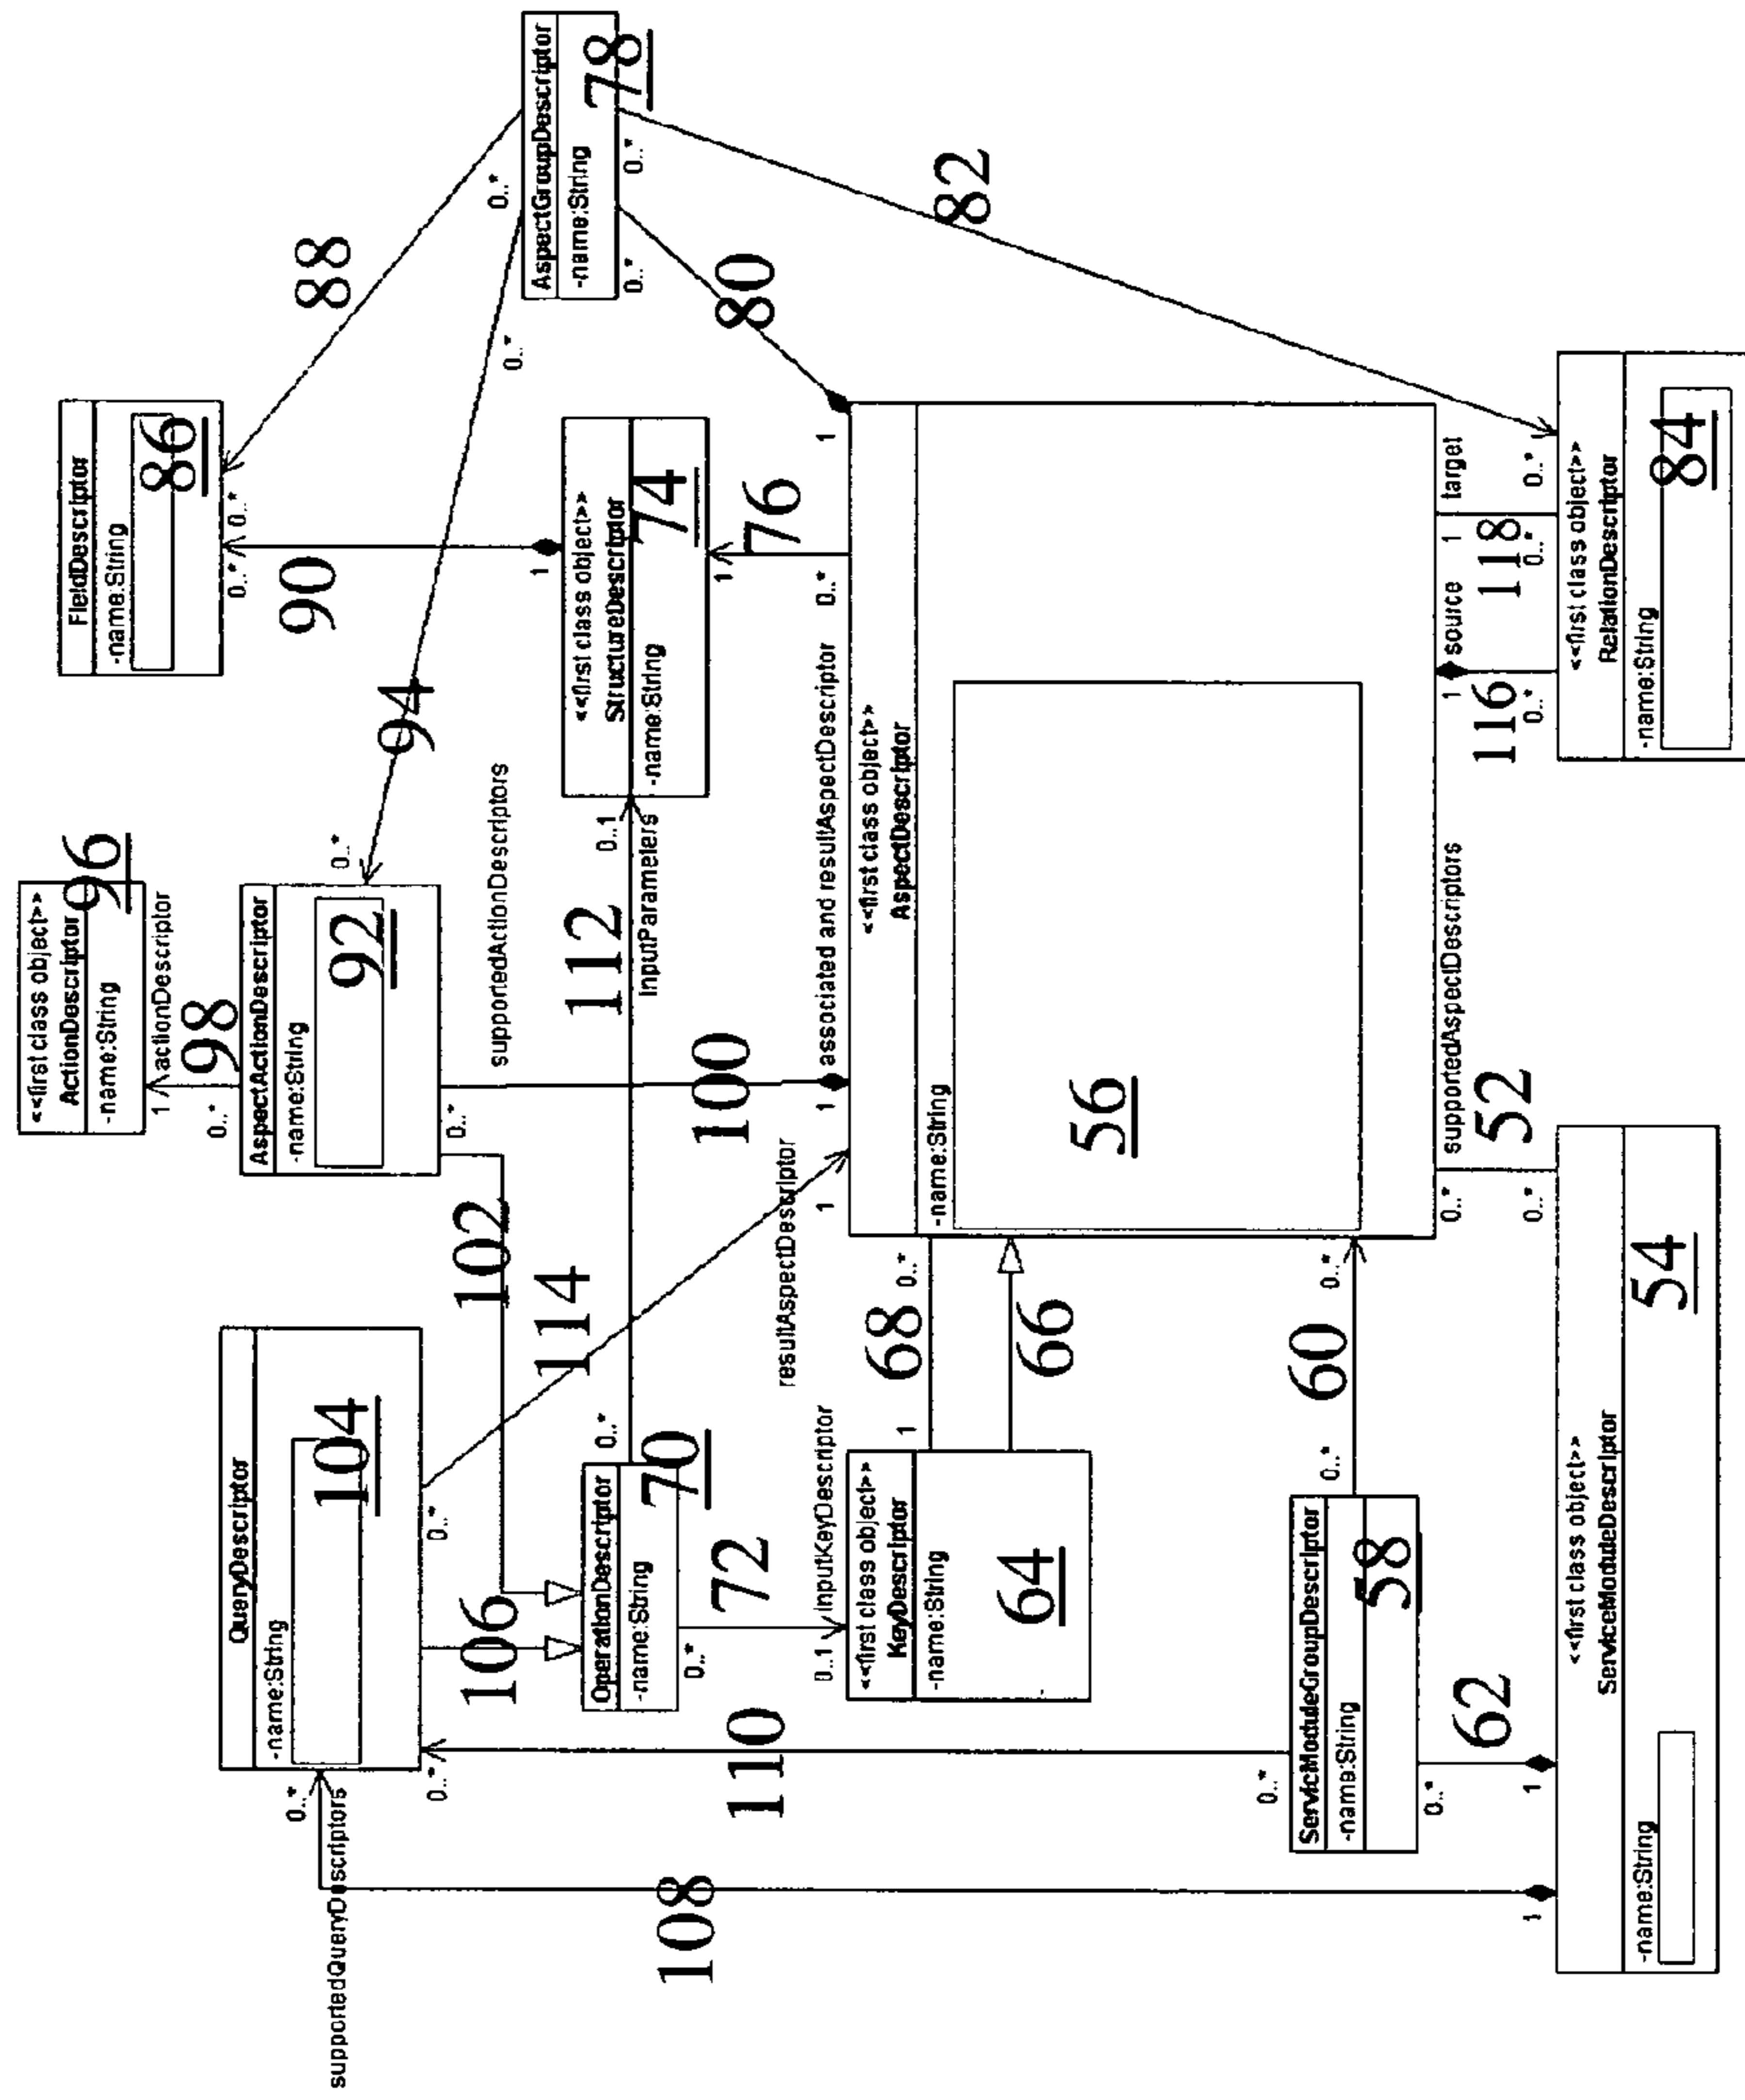 supportedQueryDescriptors
0..*
QueryDescriptor
-name:String
104
0..*
0..*
108
1
106
102
114
110
OperationDescriptor
-name:String
70
0..*
0..*
72
0..1 inputKeyDescriptor
<<first class object>>
KeyDescriptor
-name:String
64
1
68
0..*
66
ServicModuleGroupDescriptor
-name:String
58
0..*
0..*
0..*
60
0..*
62
1
<<first class object>>
ServiceModuleDescriptor
-name:String
54
52
supportedAspectDescriptors
0..*
0..*
<<first class object>>
ActionDescriptor
-name:String
96
1 actionDescriptor
98
0..*
AspectActionDescriptor
-name:String
92
0..*
0..*
supportedActionDescriptors
100
112
0..1
inputParameters
resultAspectDescriptor
1
1 associated and resultAspectDescriptor
<<first class object>>
AspectDescriptor
-name:String
56
FieldDescriptor
-name:String
86
0..*
0..*
90
88
94
1
<<first class object>>
StructureDescriptor
-name:String
74
1
76
0..*
1
80
AspectGroupDescriptor
-name:String
78
0..*
0..*
0..*
0..*
82
1 source
1 target
116
118
0..*
0..*
0..*
<<first class object>>
RelationDescriptor
-name:String
84